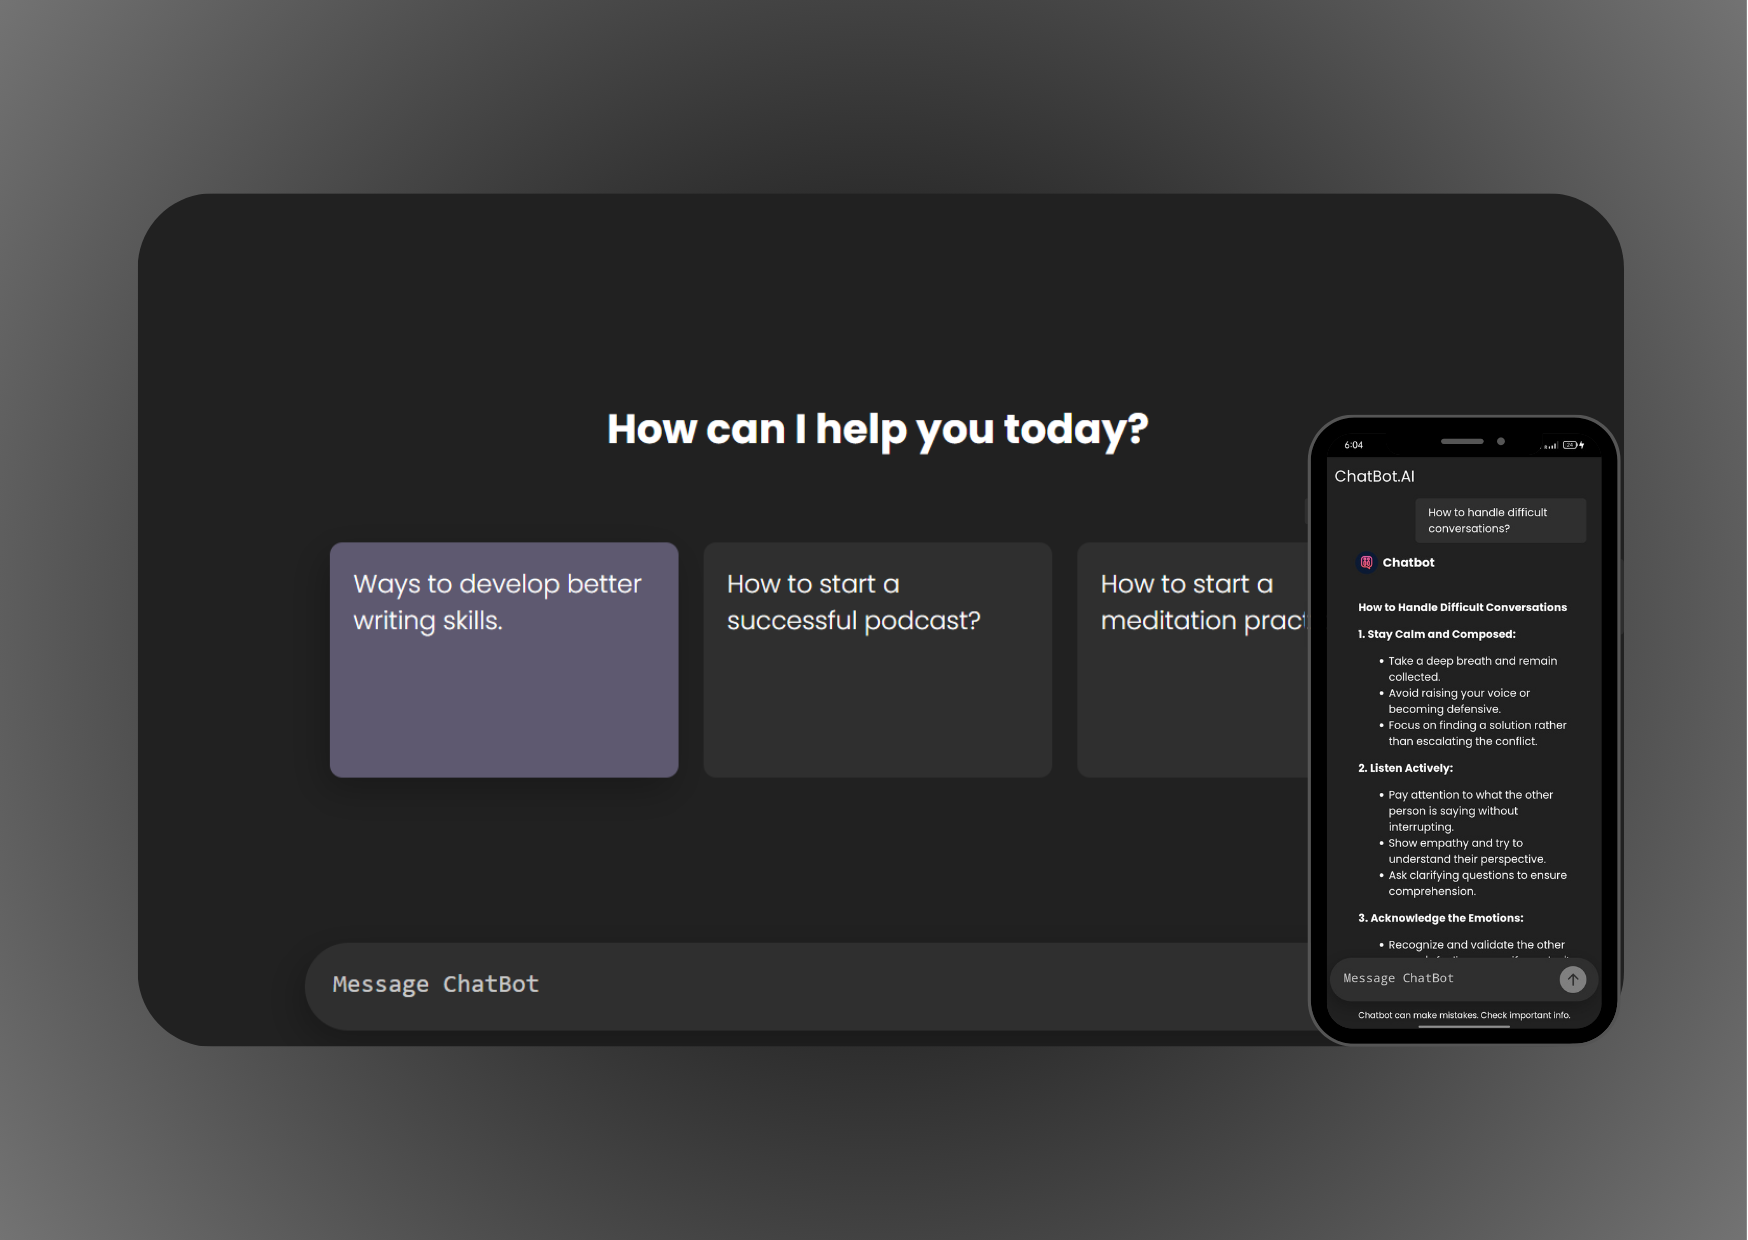 How can I help you today?
Ways to develop better
writing skills.
How to start a
successful podcast?
How to start a
meditation
Message ChatBot
6:04
24
ChatBot.AI
How to handle difficult
conversations?
Chatbot
How to Handle Difficult Conversations
1. Stay Calm and Composed:
• Take a deep breath and remain
collected.
• Avoid raising your voice or
becoming defensive.
• Focus on finding a solution rather
than escalating the conflict.
2. Listen Actively:
• Pay attention to what the other
person is saying without
interrupting.
• Show empathy and try to
understand their perspective.
• Ask clarifying questions to ensure
comprehension.
3. Acknowledge the Emotions:
• Recognize and validate the other
Message ChatBot
Chatbot can make mistakes. Check important info.